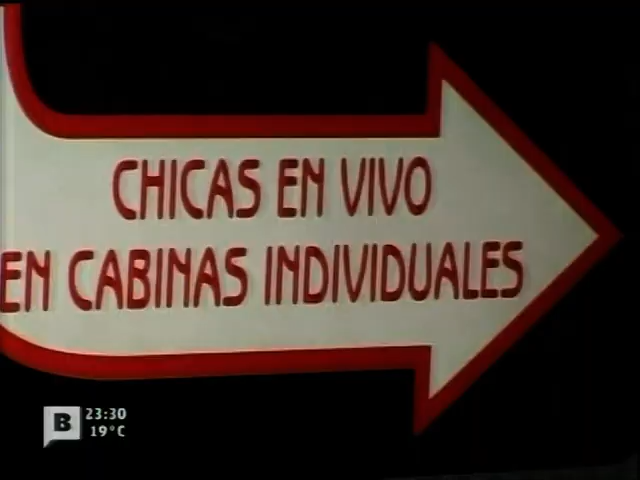 CHICAS EN VIVO
EN CABINAS INDIVIDUALES
B 23:30
19°C